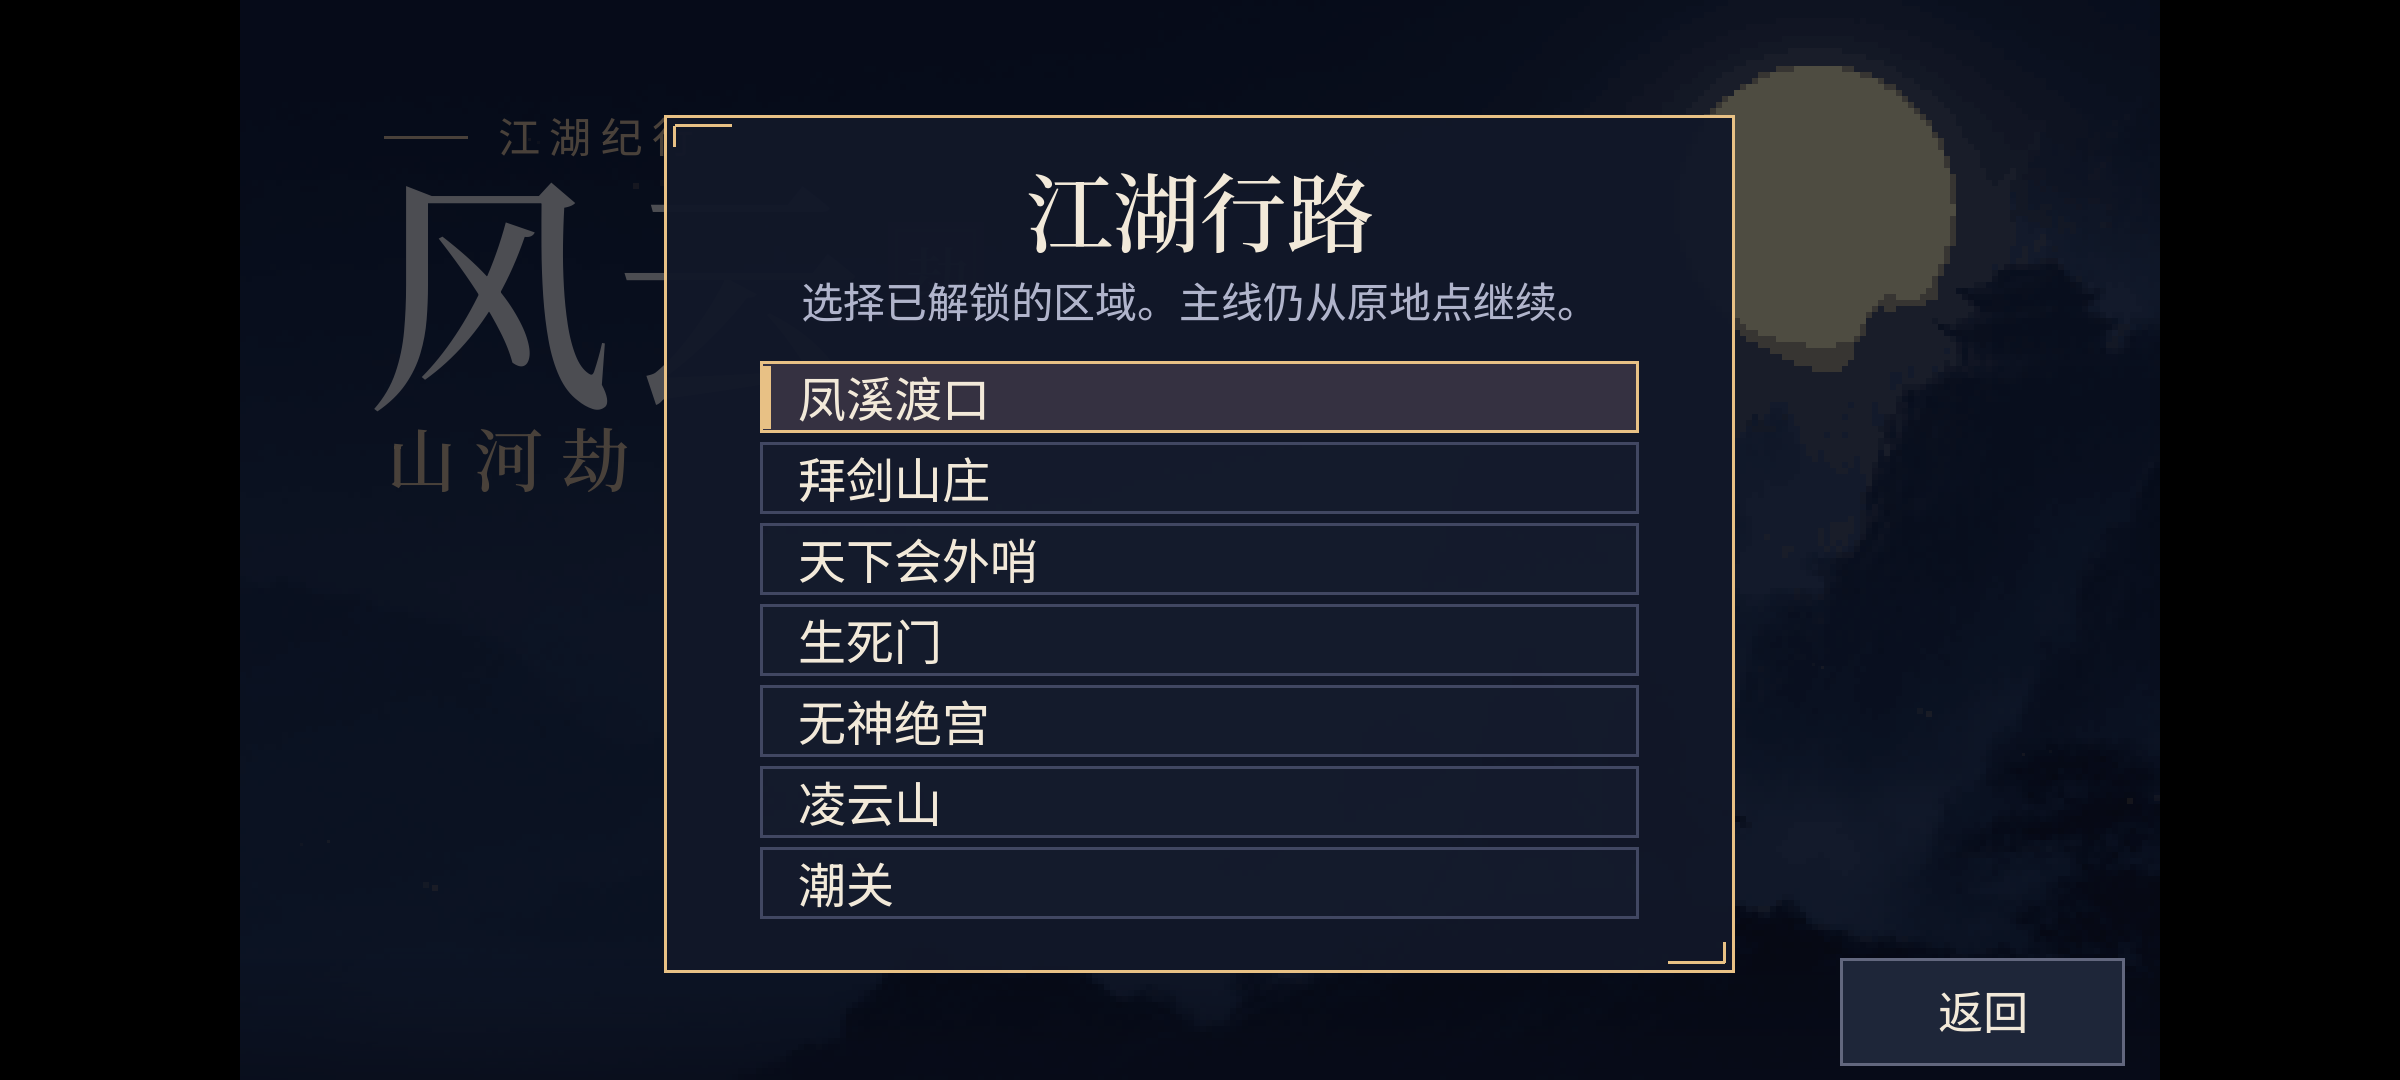 江湖纪
风云
山河劫
江湖行路
选择已解锁的区域。主线仍从原地点继续。
凤溪渡口
拜剑山庄
天下会外哨
生死门
无神绝宫
凌云山
潮关
返回